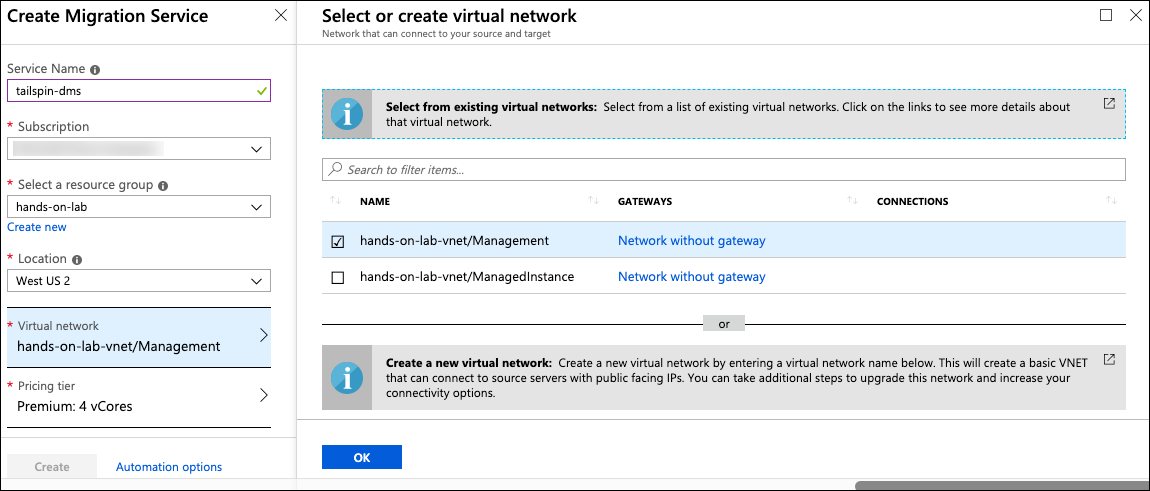 Create Migration Service
Service Name
tailspin-dms
* Subscription
* Select a resource group
hands-on-lab
Create new
* Location
West US 2
* Virtual network
hands-on-lab-vnet/Management
* Pricing tier
Premium: 4 vCores
Create
Automation options
Select or create virtual network
Network that can connect to your source and target
Select from existing virtual networks: Select from a list of existing virtual networks. Click on the links to see more details about
that virtual network.
Search to filter items...
NAME GATEWAYS CONNECTIONS
hands-on-lab-vnet/Management Network without gateway
hands-on-lab-vnet/ManagedInstance Network without gateway
or
Create a new virtual network: Create a new virtual network by entering a virtual network name below. This will create a basic VNET
that can connect to source servers with public facing IPs. You can take additional steps to upgrade this network and increase your
connectivity options.
OK